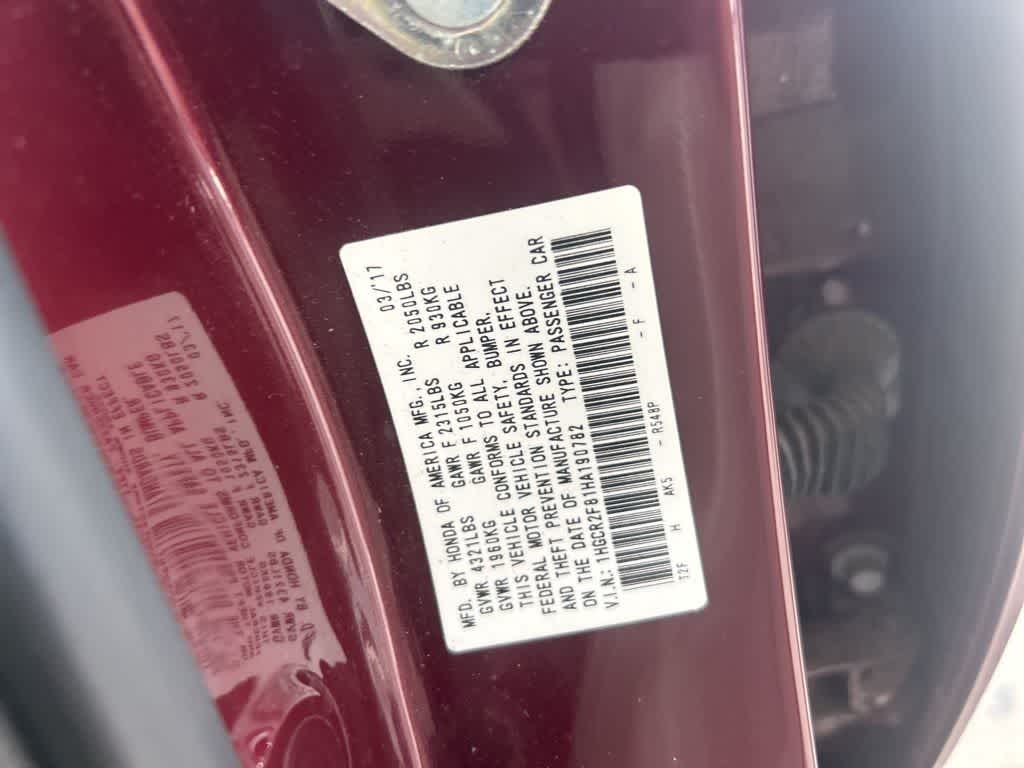 MFD. BY HONDA OF AMERICA MFG. INC. 03/'17
GVWR 4321LBS GAWR F 2315LBS R 2050LBS
GVWR 1960KG GAWR F 1050KG R 930KG
THIS VEHICLE CONFORMS TO ALL APPLICABLE
FEDERAL MOTOR VEHICLE SAFETY, BUMPER,
AND THEFT PREVENTION STANDARDS IN EFFECT
ON THE DATE OF MANUFACTURE SHOWN ABOVE.
V.I.N.: 1HGCR2F81HA190782 TYPE: PASSENGER CAR
T2F H AK5 - R548P - F - A